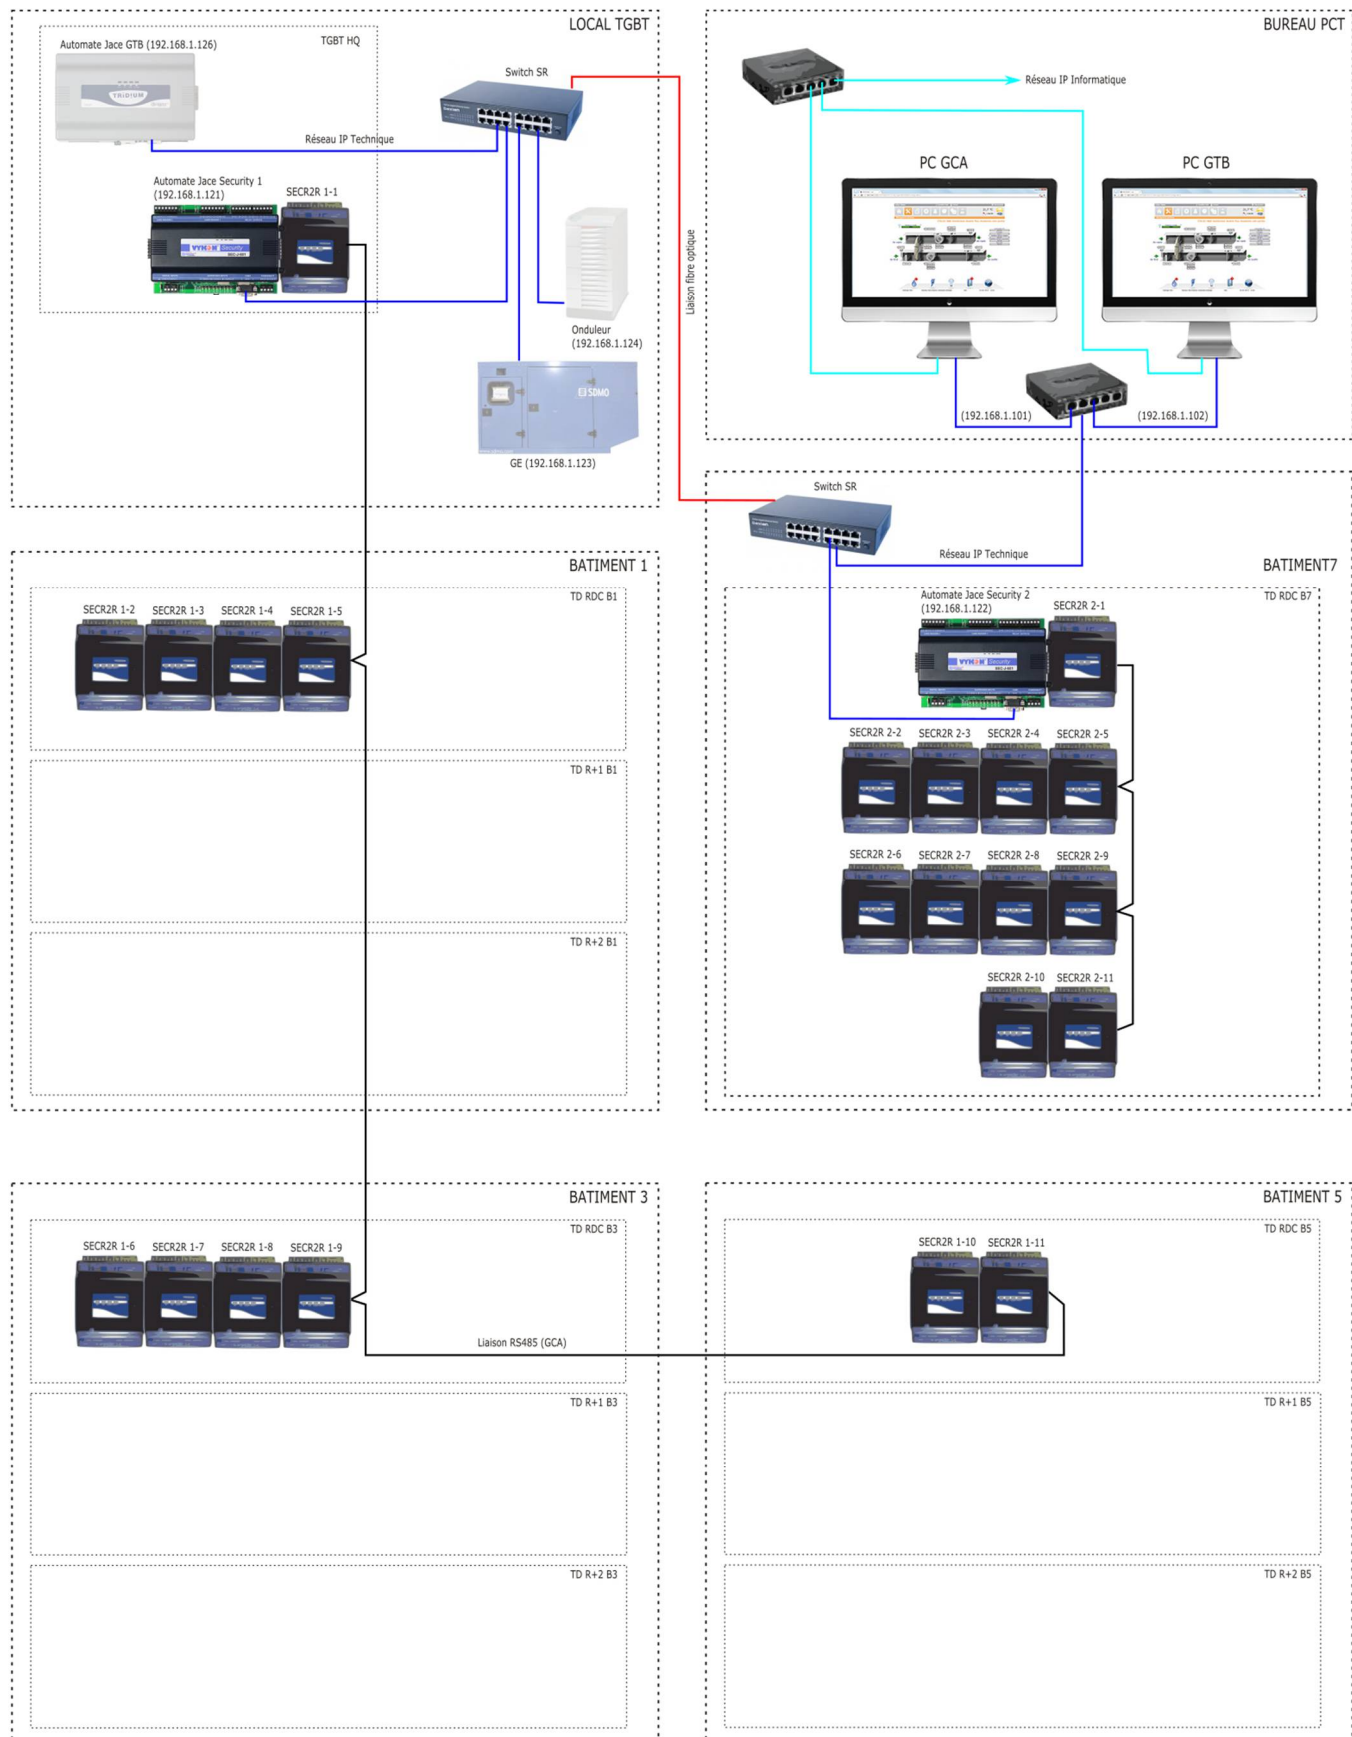 LOCAL TGBT
TGBT HQ
Automate Jace GTB (192.168.1.126)
TRIDIUM
Switch SR
Réseau IP Technique
Automate Jace Security 1
(192.168.1.121)
SECR2R 1-1
VYKON Security
Onduleur
(192.168.1.124)
SDMO
GE (192.168.1.123)
Liaison fibre optique
BUREAU PCT
Réseau IP Informatique
PC GCA
PC GTB
(192.168.1.101)
(192.168.1.102)
BATIMENT 1
TD RDC B1
SECR2R 1-2
SECR2R 1-3
SECR2R 1-4
SECR2R 1-5
TD R+1 B1
TD R+2 B1
Switch SR
Réseau IP Technique
BATIMENT7
TD RDC B7
Automate Jace Security 2
(192.168.1.122)
SECR2R 2-1
VYKON Security
SECR2R 2-2
SECR2R 2-3
SECR2R 2-4
SECR2R 2-5
SECR2R 2-6
SECR2R 2-7
SECR2R 2-8
SECR2R 2-9
SECR2R 2-10
SECR2R 2-11
BATIMENT 3
TD RDC B3
SECR2R 1-6
SECR2R 1-7
SECR2R 1-8
SECR2R 1-9
Liaison RS485 (GCA)
TD R+1 B3
TD R+2 B3
BATIMENT 5
TD RDC B5
SECR2R 1-10
SECR2R 1-11
TD R+1 B5
TD R+2 B5